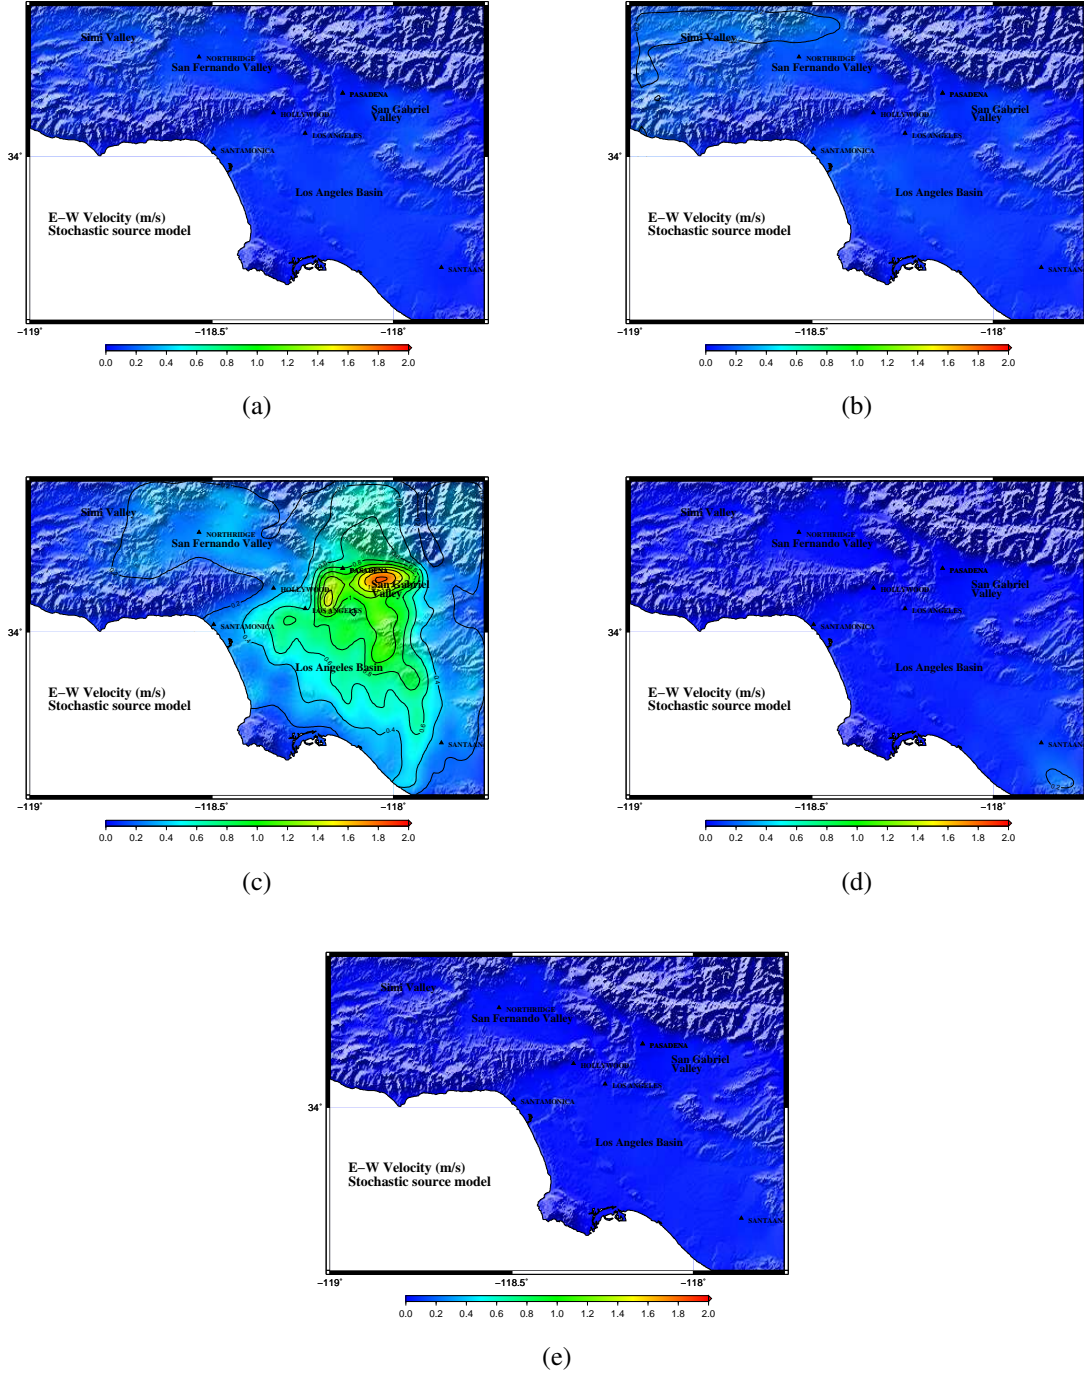 Simi Valley
NORTHRIDGE
San Fernando Valley
PASADENA
San Gabriel
Valley
HOLLYWOOD
LOS ANGELES
SANTAMONICA
34°
Los Angeles Basin
E−W Velocity (m/s)
Stochastic source model
SANTAAN
−119° −118.5° −118°
0.0 0.2 0.4 0.6 0.8 1.0 1.2 1.4 1.6 1.8 2.0
(a)
Simi Valley
NORTHRIDGE
San Fernando Valley
PASADENA
San Gabriel
Valley
HOLLYWOOD
LOS ANGELES
SANTAMONICA
34°
Los Angeles Basin
E−W Velocity (m/s)
Stochastic source model
SANTAAN
−119° −118.5° −118°
0.0 0.2 0.4 0.6 0.8 1.0 1.2 1.4 1.6 1.8 2.0
(b)
Simi Valley
NORTHRIDGE
San Fernando Valley
PASADENA
San Gabriel
Valley
HOLLYWOOD
LOS ANGELES
SANTAMONICA
34°
Los Angeles Basin
E−W Velocity (m/s)
Stochastic source model
0.4
SANTAAN
−119° −118.5° −118°
0.0 0.2 0.4 0.6 0.8 1.0 1.2 1.4 1.6 1.8 2.0
(c)
Simi Valley
NORTHRIDGE
San Fernando Valley
PASADENA
San Gabriel
Valley
HOLLYWOOD
LOS ANGELES
SANTAMONICA
34°
Los Angeles Basin
E−W Velocity (m/s)
Stochastic source model
SANTAAN
0.2
−119° −118.5° −118°
0.0 0.2 0.4 0.6 0.8 1.0 1.2 1.4 1.6 1.8 2.0
(d)
Simi Valley
NORTHRIDGE
San Fernando Valley
PASADENA
San Gabriel
Valley
HOLLYWOOD
LOS ANGELES
SANTAMONICA
34°
Los Angeles Basin
E−W Velocity (m/s)
Stochastic source model
SANTAAN
−119° −118.5° −118°
0.0 0.2 0.4 0.6 0.8 1.0 1.2 1.4 1.6 1.8 2.0
(e)